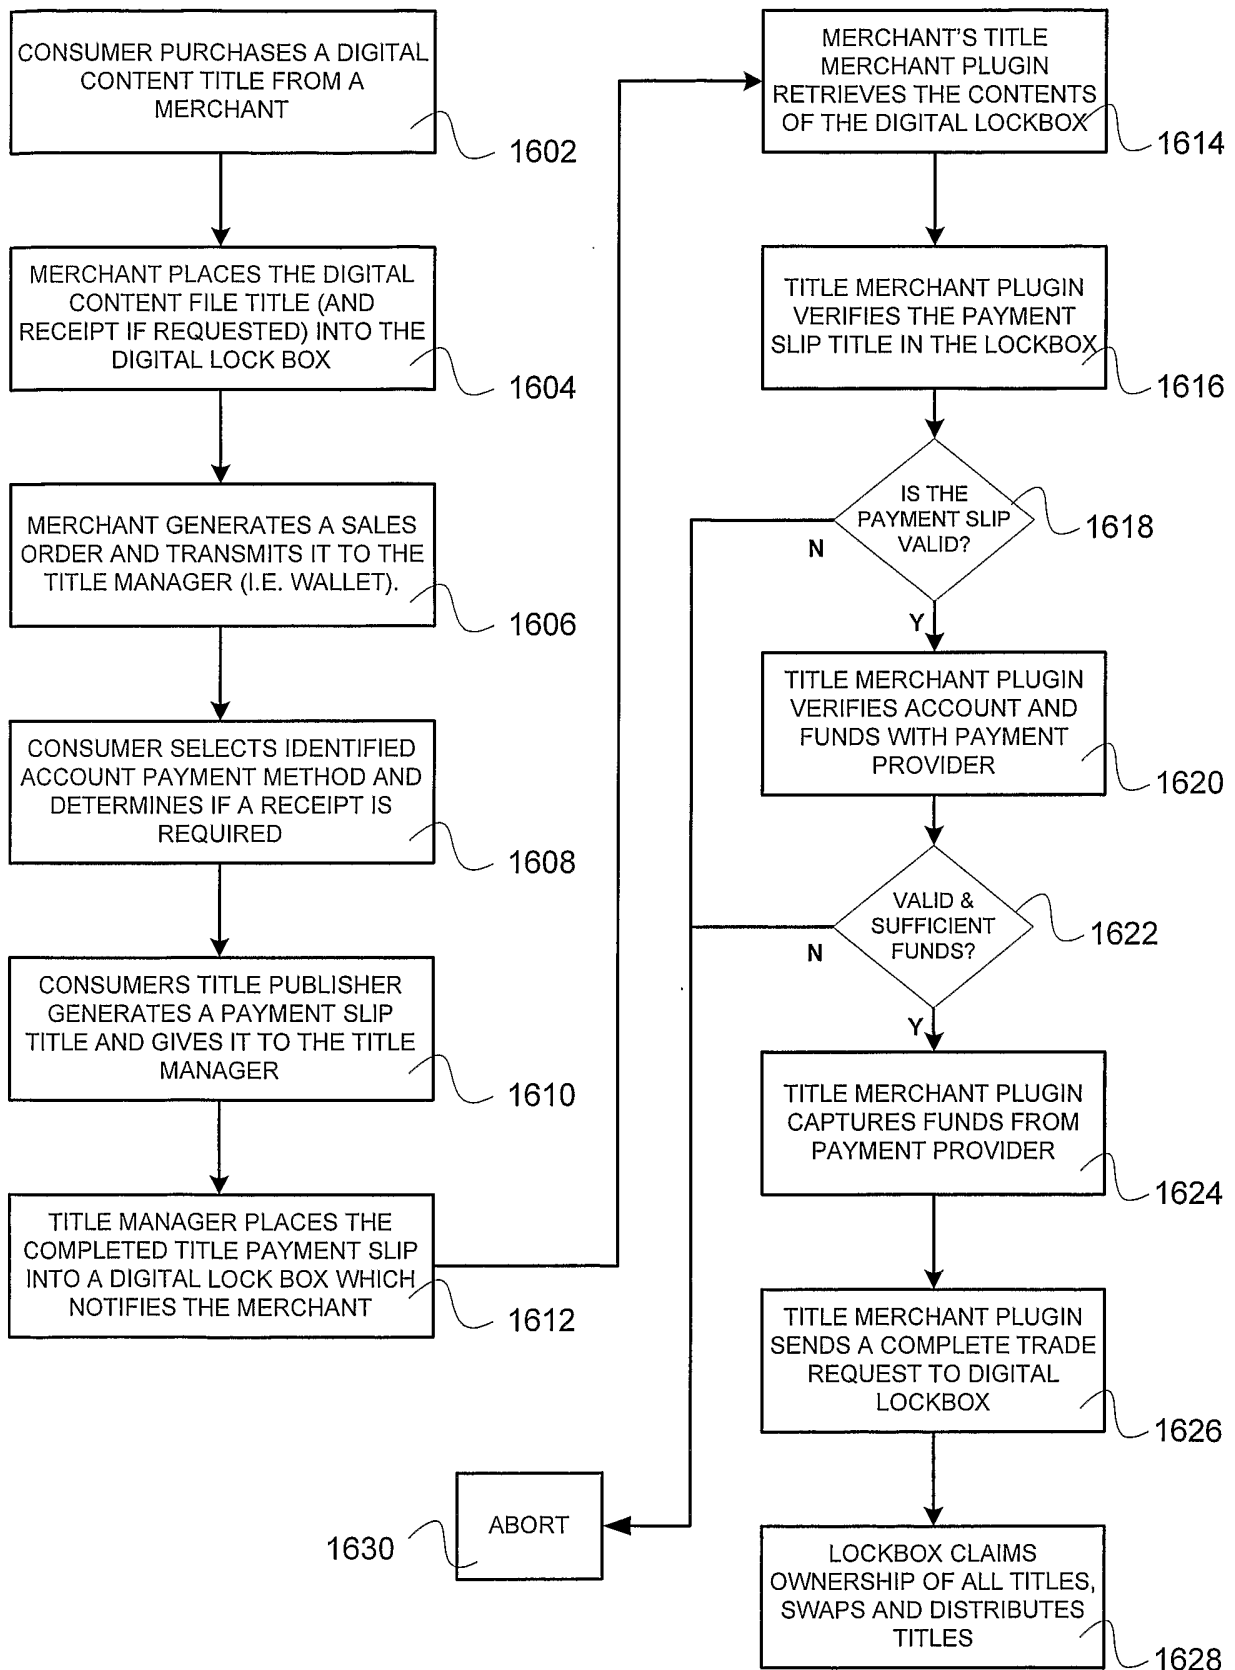 CONSUMER PURCHASES A DIGITAL
CONTENT TITLE FROM A
MERCHANT
1602
MERCHANT PLACES THE DIGITAL
CONTENT FILE TITLE (AND
RECEIPT IF REQUESTED) INTO THE
DIGITAL LOCK BOX
1604
MERCHANT GENERATES A SALES
ORDER AND TRANSMITS IT TO THE
TITLE MANAGER (I.E. WALLET).
1606
CONSUMER SELECTS IDENTIFIED
ACCOUNT PAYMENT METHOD AND
DETERMINES IF A RECEIPT IS
REQUIRED
1608
CONSUMERS TITLE PUBLISHER
GENERATES A PAYMENT SLIP
TITLE AND GIVES IT TO THE TITLE
MANAGER
1610
TITLE MANAGER PLACES THE
COMPLETED TITLE PAYMENT SLIP
INTO A DIGITAL LOCK BOX WHICH
NOTIFIES THE MERCHANT
1612
MERCHANT'S TITLE
MERCHANT PLUGIN
RETRIEVES THE CONTENTS
OF THE DIGITAL LOCKBOX
1614
TITLE MERCHANT PLUGIN
VERIFIES THE PAYMENT
SLIP TITLE IN THE LOCKBOX
1616
IS THE
PAYMENT SLIP
VALID?
1618
N
Y
TITLE MERCHANT PLUGIN
VERIFIES ACCOUNT AND
FUNDS WITH PAYMENT
PROVIDER
1620
VALID &
SUFFICIENT
FUNDS?
1622
N
Y
TITLE MERCHANT PLUGIN
CAPTURES FUNDS FROM
PAYMENT PROVIDER
1624
TITLE MERCHANT PLUGIN
SENDS A COMPLETE TRADE
REQUEST TO DIGITAL
LOCKBOX
1626
ABORT
1630
LOCKBOX CLAIMS
OWNERSHIP OF ALL TITLES,
SWAPS AND DISTRIBUTES
TITLES
1628